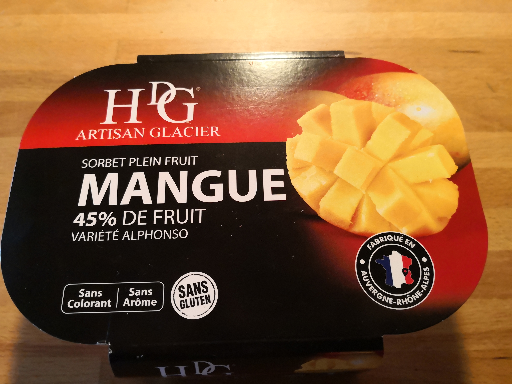 HDG
ARTISAN GLACIER
SORBET PLEIN FRUIT
MANGUE
45% DE FRUIT
VARIÉTÉ ALPHONSO
Sans Colorant
Sans Arôme
SANS GLUTEN
FABRIQUÉ EN
AUVERGNE-RHÔNE-ALPES
HDG